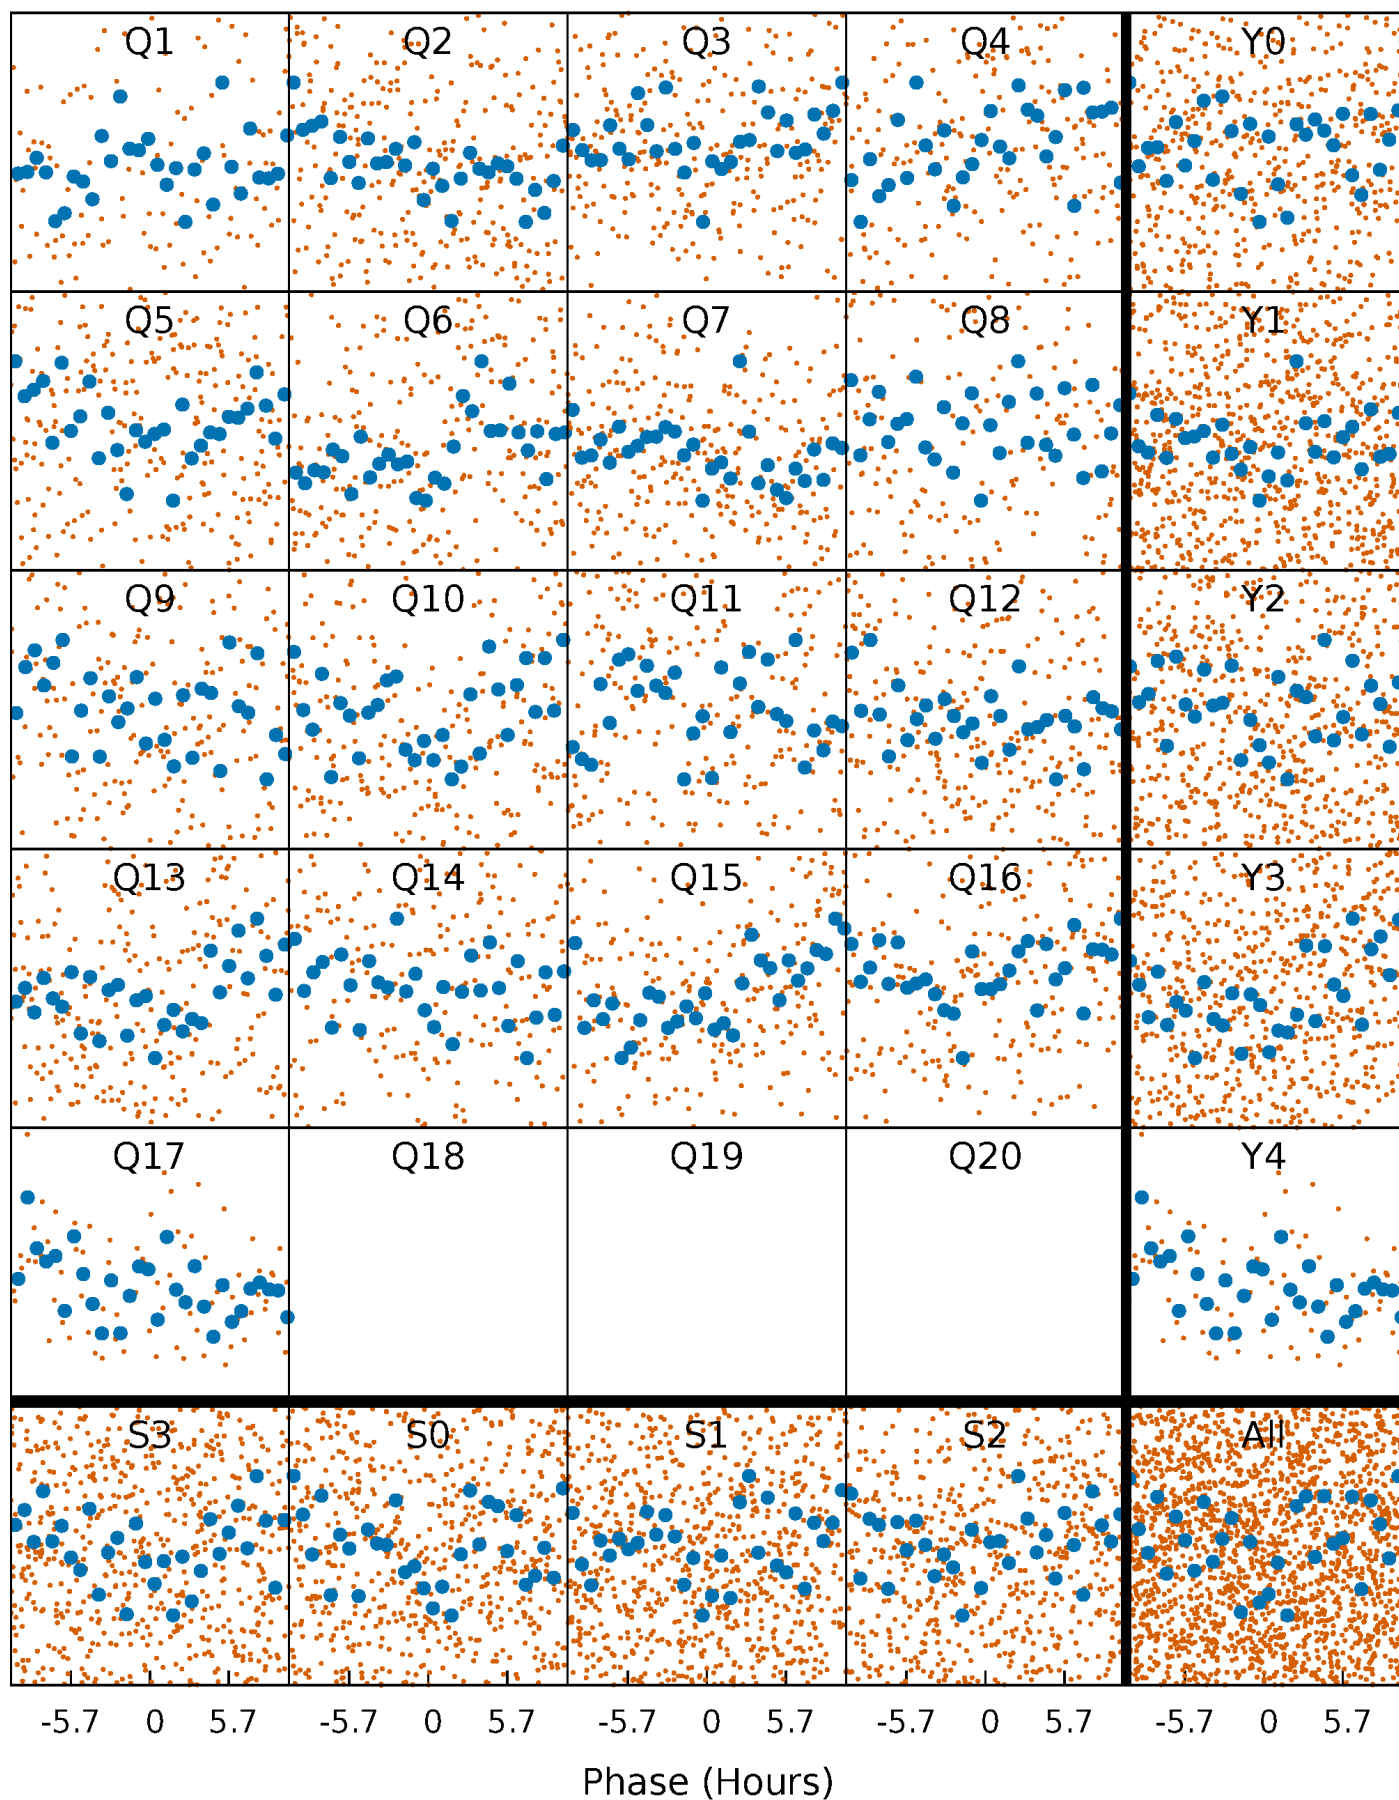 Q1 Q2 Q3 Q4 Y0
Q5 Q6 Q7 Q8 Y1
Q9 Q10 Q11 Q12 Y2
Q13 Q14 Q15 Q16 Y3
Q17 Q18 Q19 Q20 Y4
S3 S0 S1 S2 All
-5.7 0 5.7 -5.7 0 5.7 -5.7 0 5.7 -5.7 0 5.7 -5.7 0 5.7
Phase (Hours)